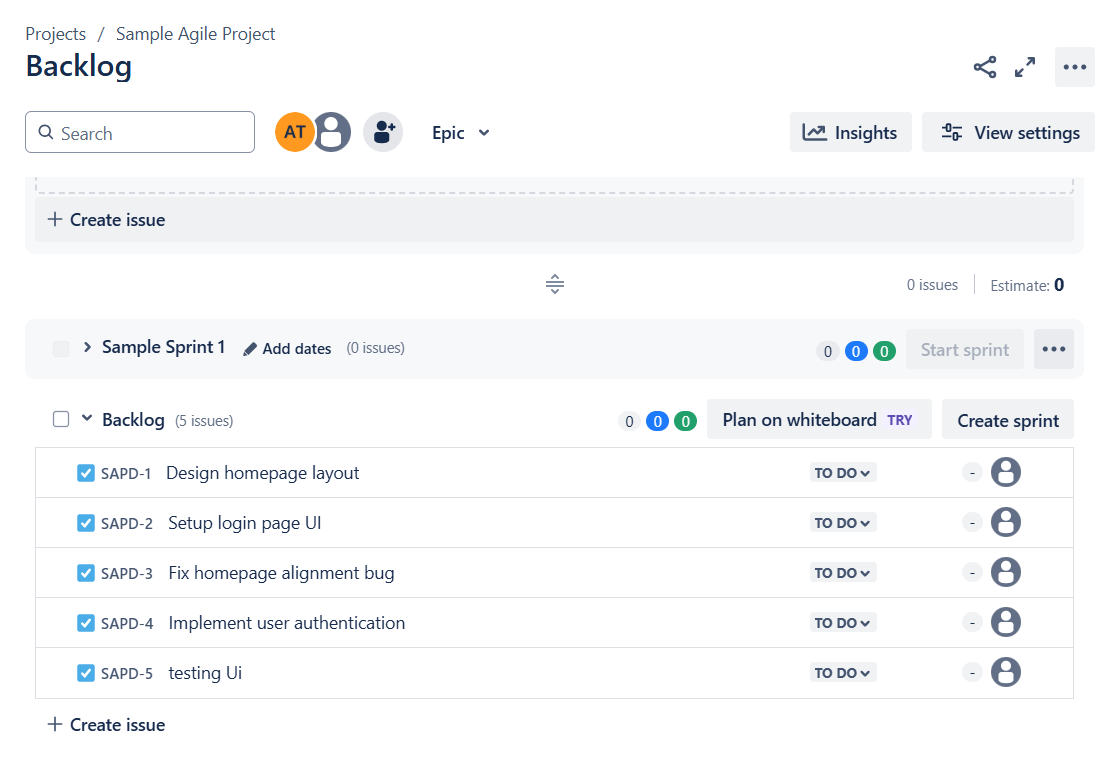 Projects / Sample Agile Project
Backlog
Search
AT
Epic
Insights
View settings
+ Create issue
0 issues
Estimate: 0
Sample Sprint 1
Add dates
(0 issues)
0 0 0
Start sprint
Backlog
(5 issues)
0 0 0
Plan on whiteboard TRY
Create sprint
SAPD-1 Design homepage layout TO DO -
SAPD-2 Setup login page UI TO DO -
SAPD-3 Fix homepage alignment bug TO DO -
SAPD-4 Implement user authentication TO DO -
SAPD-5 testing Ui TO DO -
+ Create issue